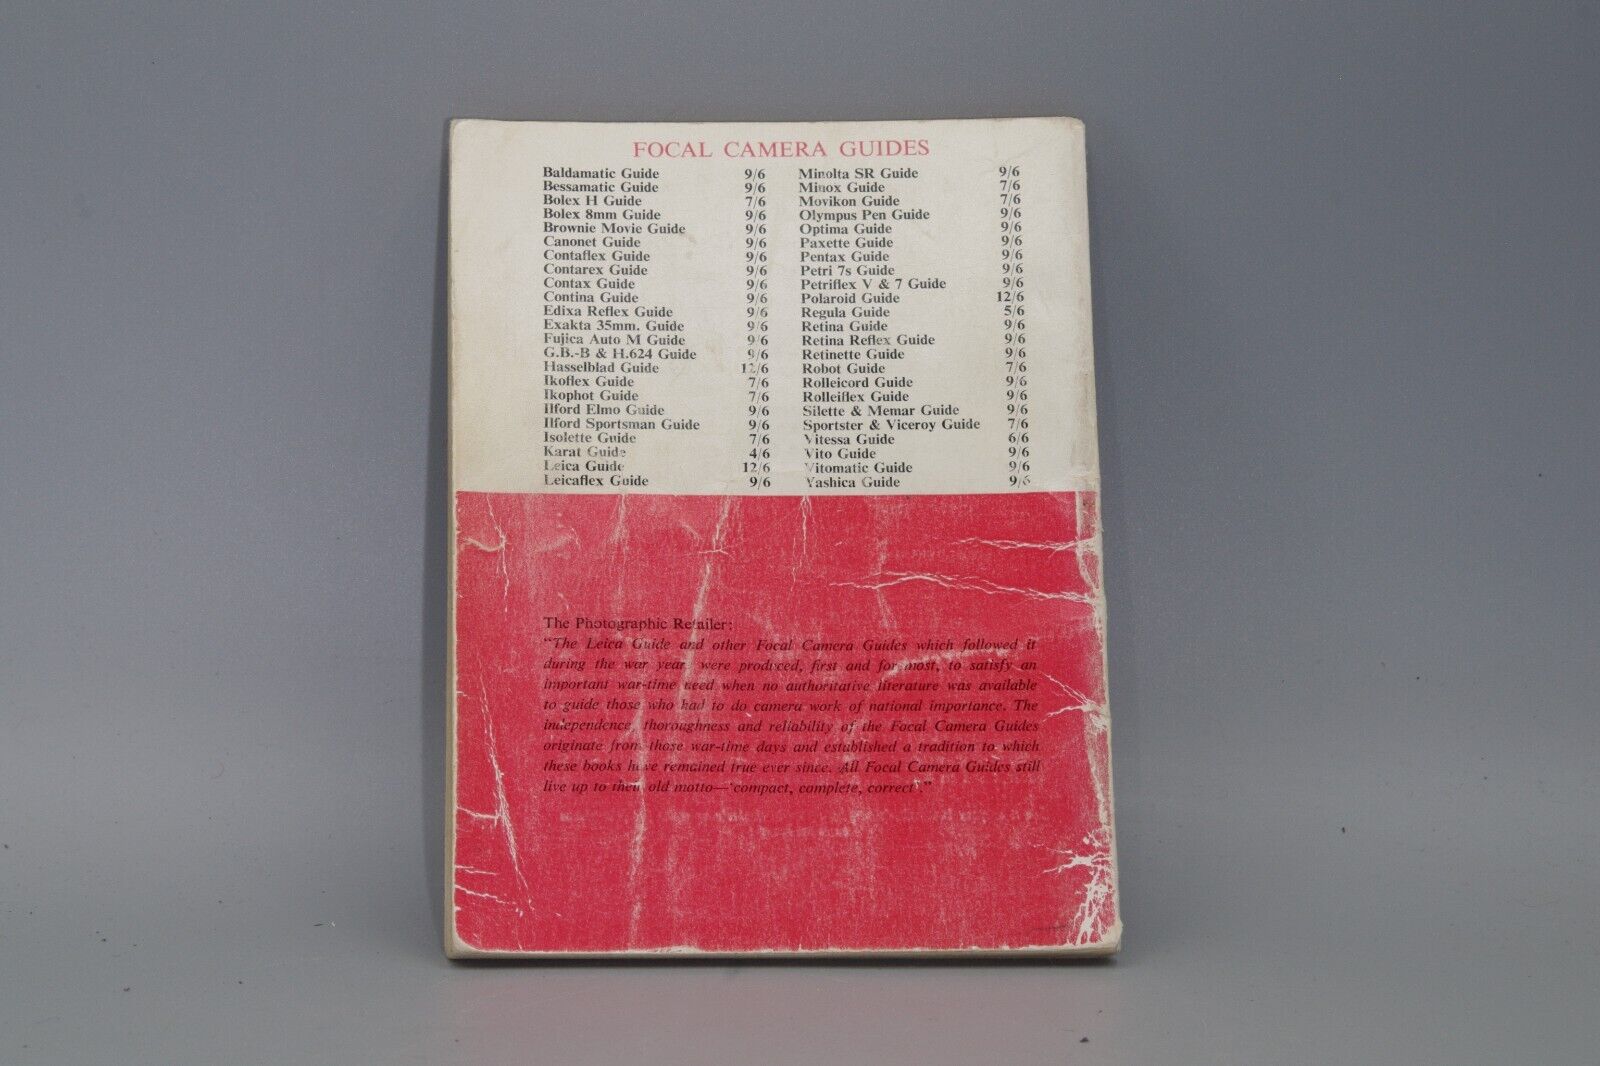 FOCAL CAMERA GUIDES
Baldamatic Guide 9/6
Bessamatic Guide 9/6
Bolex H Guide 7/6
Bolex 8mm Guide 9/6
Brownie Movie Guide 9/6
Canonet Guide 9/6
Contaflex Guide 9/6
Contarex Guide 9/6
Contax Guide 9/6
Contina Guide 9/6
Edixa Reflex Guide 9/6
Exakta 35mm. Guide 9/6
Fujica Auto M Guide 9/6
G.B.-B & H.624 Guide 9/6
Hasselblad Guide 12/6
Ikoflex Guide 7/6
Ikophot Guide 7/6
Ilford Elmo Guide 9/6
Ilford Sportsman Guide 9/6
Isolette Guide 7/6
Karat Guide 4/6
Leica Guide 12/6
Leicaflex Guide 9/6
Minolta SR Guide 9/6
Minox Guide 7/6
Movikon Guide 7/6
Olympus Pen Guide 9/6
Optima Guide 9/6
Paxette Guide 9/6
Pentax Guide 9/6
Petri 7s Guide 9/6
Petriflex V & 7 Guide 9/6
Polaroid Guide 12/6
Regula Guide 5/6
Retina Guide 9/6
Retina Reflex Guide 9/6
Retinette Guide 9/6
Robot Guide 7/6
Rolleicord Guide 9/6
Rolleiflex Guide 9/6
Silette & Memar Guide 9/6
Sportster & Viceroy Guide 7/6
Vitessa Guide 6/6
Vito Guide 9/6
Vitomatic Guide 9/6
Yashica Guide 9/6
The Photographic Retailer:
"The Leica Guide and other Focal Camera Guides which followed it
during the war years were produced, first and foremost, to satisfy an
important war-time need when no authoritative literature was available
to guide those who had to do camera work of national importance. The
independence, thoroughness and reliability of the Focal Camera Guides
originate from those war-time days and established a tradition to which
these books have remained true ever since. All Focal Camera Guides still
live up to their old motto—'compact, complete, correct'."